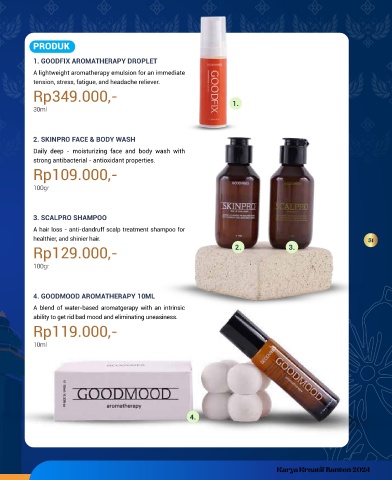 PRODUK
1. GOODFIX AROMATHERAPY DROPLET
A lightweight aromatherapy emulsion for an immediate
tension, stress, fatigue, and headache reliever.
Rp349.000,-
30ml
GOODFIX
1.
2. SKINPRO FACE & BODY WASH
Daily deep - moisturizing face and body wash with
strong antibacterial - antioxidant properties.
Rp109.000,-
100gr
SKINPRO
SCALPRO
3. SCALPRO SHAMPOO
A hair loss - anti-dandruff scalp treatment shampoo for
healthier, and shinier hair.
Rp129.000,-
100gr
2.
3.
51
4. GOODMOOD AROMATHERAPY 10ML
A blend of water-based aromatgerapy with an intrinsic
ability to get rid bad mood and eliminating uneasiness.
Rp119.000,-
10ml
GOODMOOD
aromatherapy
GOODMOOD
4.
Karya Kreatif Banten 2024